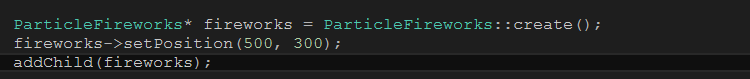 ParticleFireworks* fireworks = ParticleFireworks::create();
fireworks->setPosition(500, 300);
addChild(fireworks);